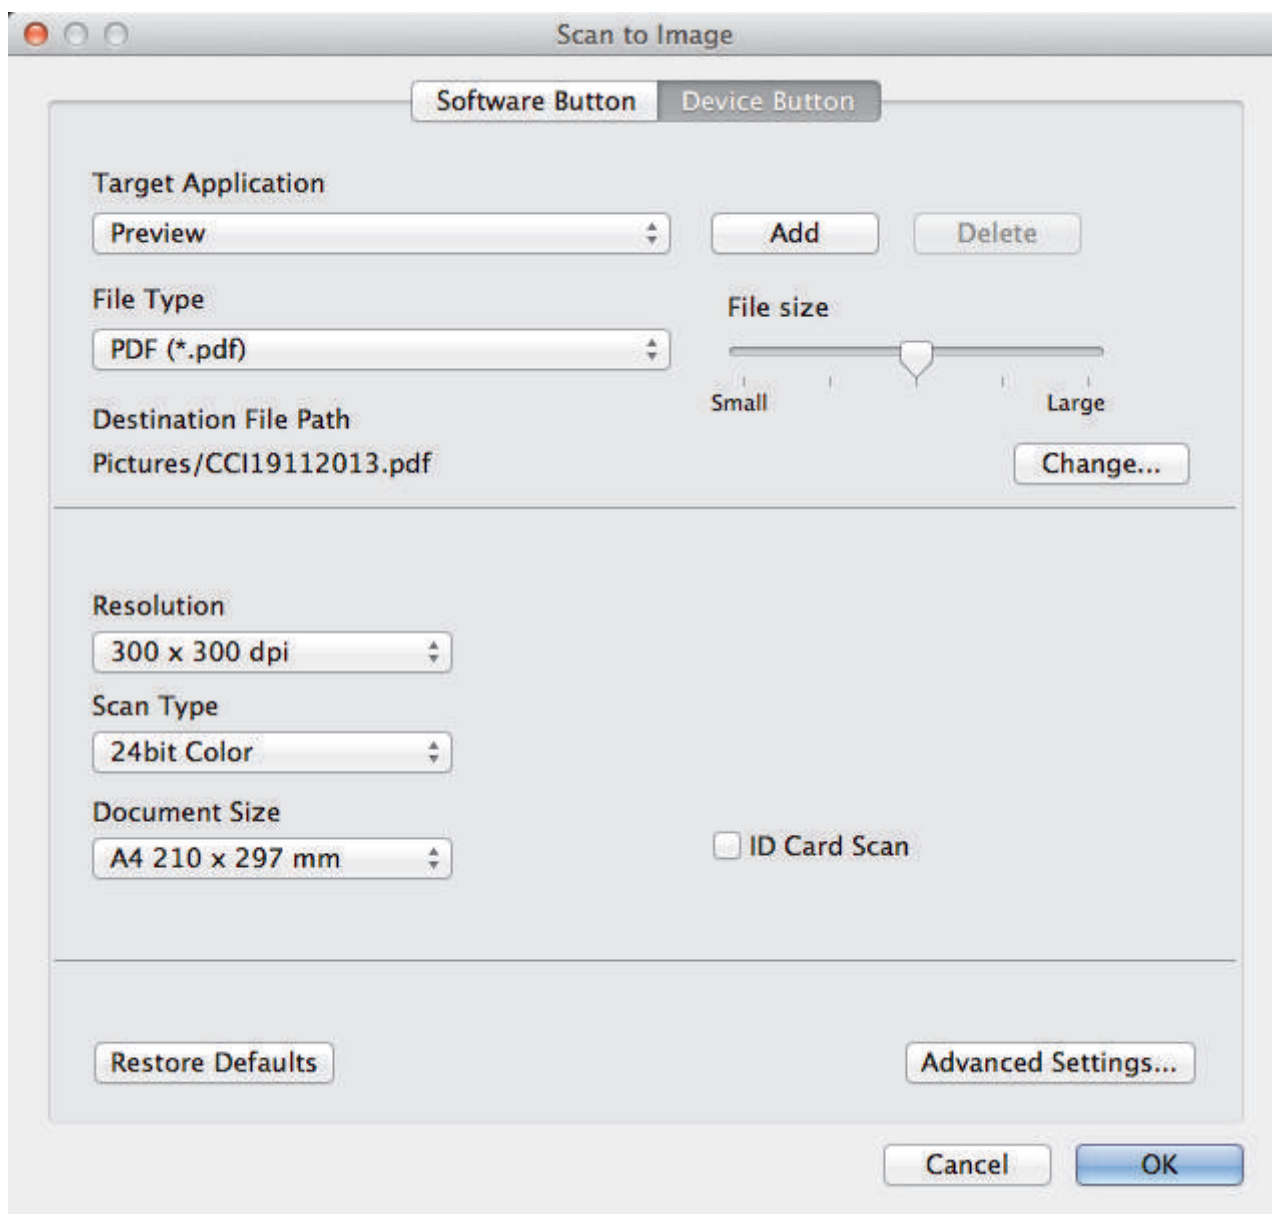 Scan to Image
Software Button
Device Button
Target Application
Preview
Add
Delete
File Type
File size
PDF (*.pdf)
Small
Large
Destination File Path
Pictures/CCI19112013.pdf
Change...
Resolution
300 x 300 dpi
Scan Type
24bit Color
Document Size
A4 210 x 297 mm
ID Card Scan
Restore Defaults
Advanced Settings...
Cancel
OK